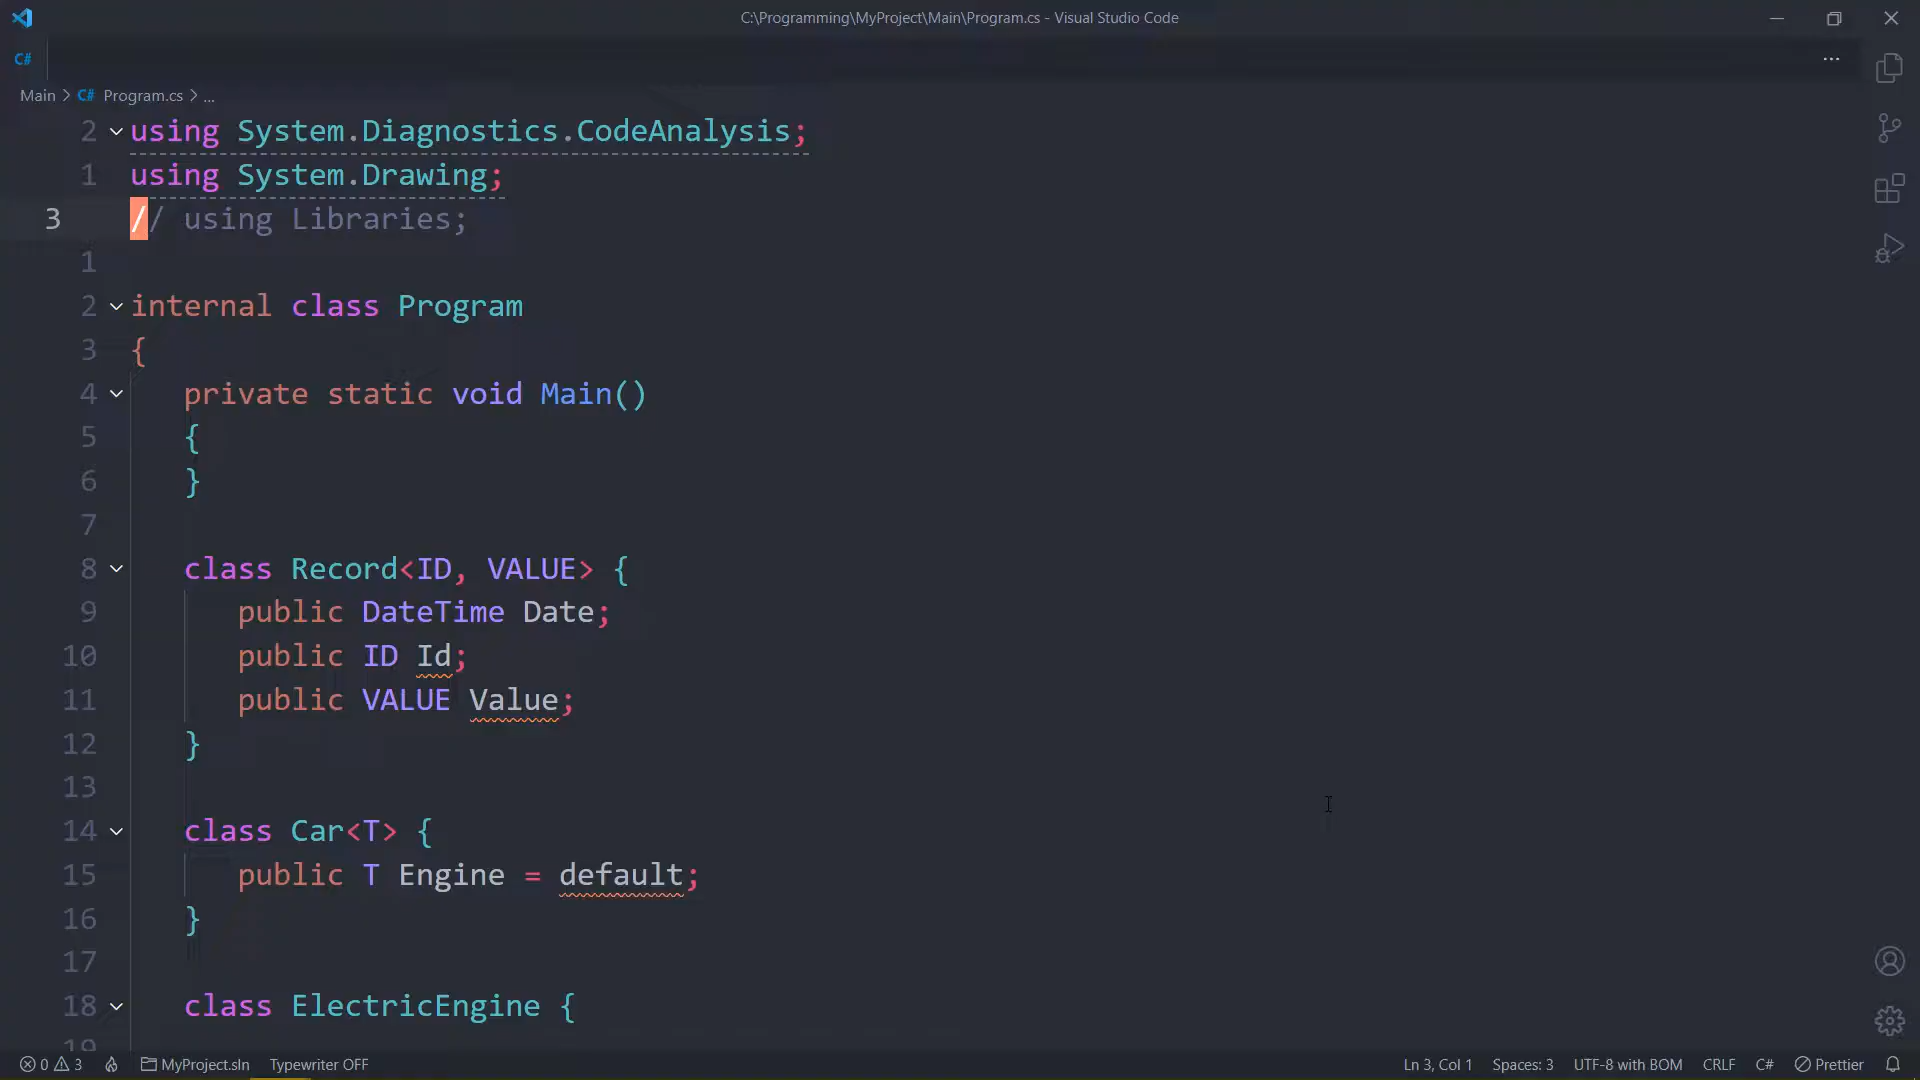 C:\Programming\MyProject\Main\Program.cs - Visual Studio Code
C#
...
Main > C# Program.cs > ...
2 using System.Diagnostics.CodeAnalysis;
1 using System.Drawing;
3 // using Libraries;
1
2 internal class Program
3 {
4 private static void Main()
5 {
6 }
7
8 class Record<ID, VALUE> {
9 public DateTime Date;
10 public ID Id;
11 public VALUE Value;
12 }
13
14 class Car<T> {
15 public T Engine = default;
16 }
17
18 class ElectricEngine {
19
0 3 MyProject.sln Typewriter OFF Ln 3, Col 1 Spaces: 3 UTF-8 with BOM CRLF C# Prettier